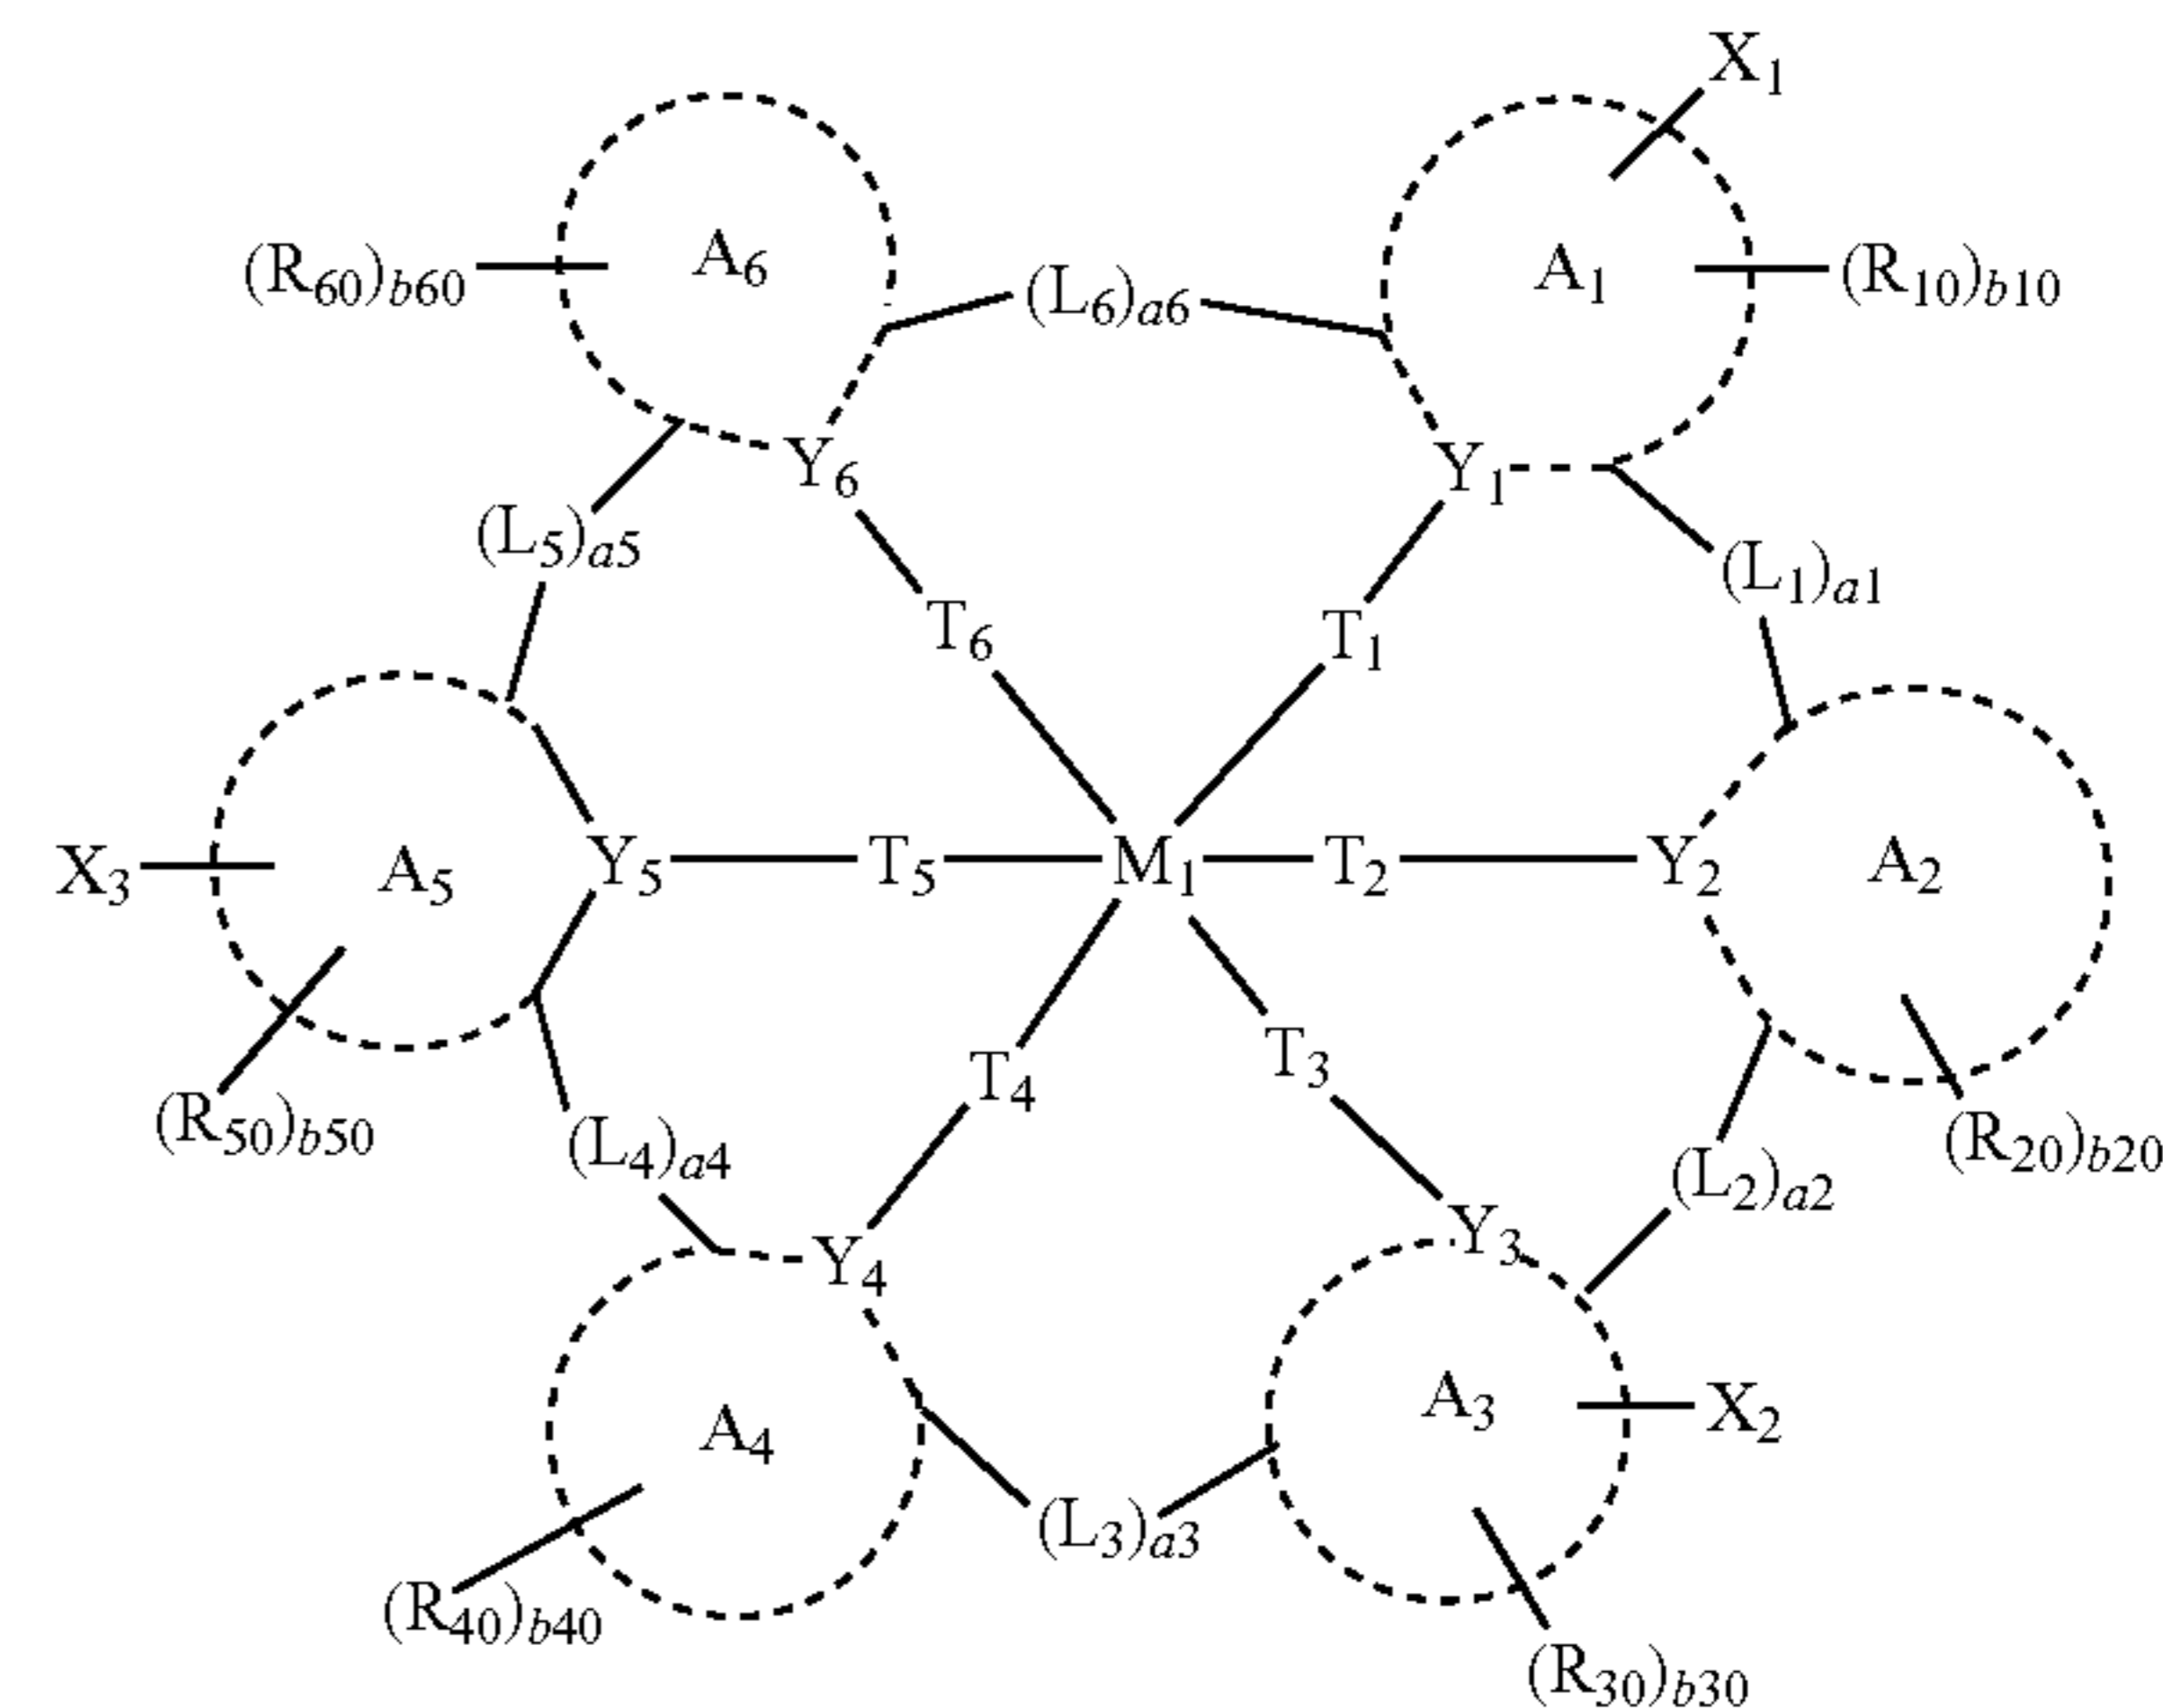 X₁
A₆
A₁
(R₆₀)b60
(L₆)a6
(R₁₀)b10
Y₆
Y₁
(L₅)a5
(L₁)a1
T₆
T₁
X₃
A₅
Y₅
T₅
M₁
T₂
Y₂
A₂
T₄
T₃
(R₅₀)b50
(L₄)a4
(R₂₀)b20
(L₂)a2
Y₄
Y₃
A₄
A₃
X₂
(L₃)a3
(R₄₀)b40
(R₃₀)b30